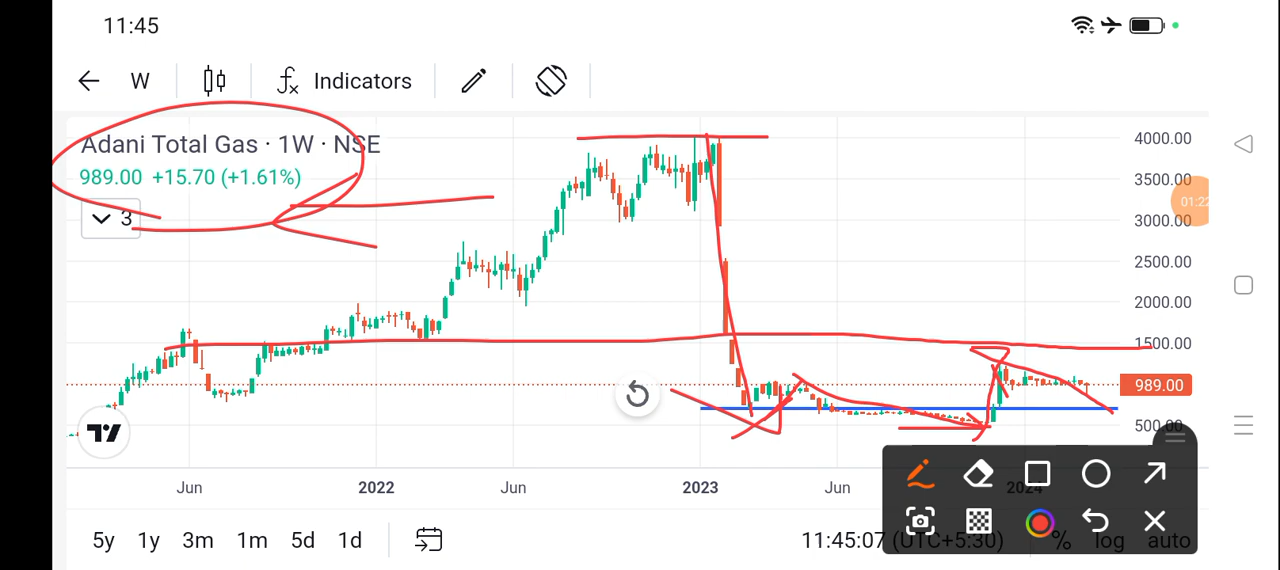 11:45
W
Indicators
Adani Total Gas · 1W · NSE
989.00 +15.70 (+1.61%)
3
4000.00
3500.00
01:22
3000.00
2500.00
2000.00
1500.00
989.00
500.00
Jun 2022 Jun 2023 Jun 2024
5y 1y 3m 1m 5d 1d
11:45:07 (UTC+5:30) % log auto